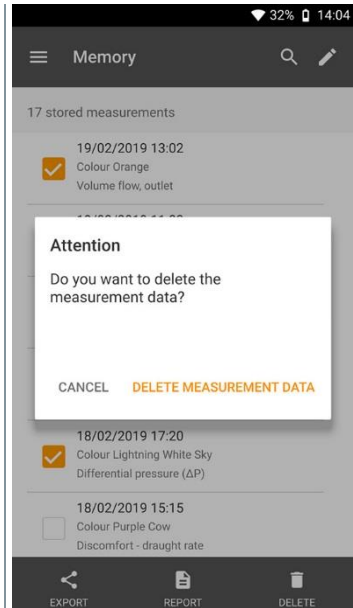 32% 14:04
Memory
17 stored measurements
19/02/2019 13:02
Colour Orange
Volume flow, outlet
Attention
Do you want to delete the
measurement data?
CANCEL DELETE MEASUREMENT DATA
18/02/2019 17:20
Colour Lightning White Sky
Differential pressure (ΔP)
18/02/2019 15:15
Colour Purple Cow
Discomfort - draught rate
EXPORT REPORT DELETE